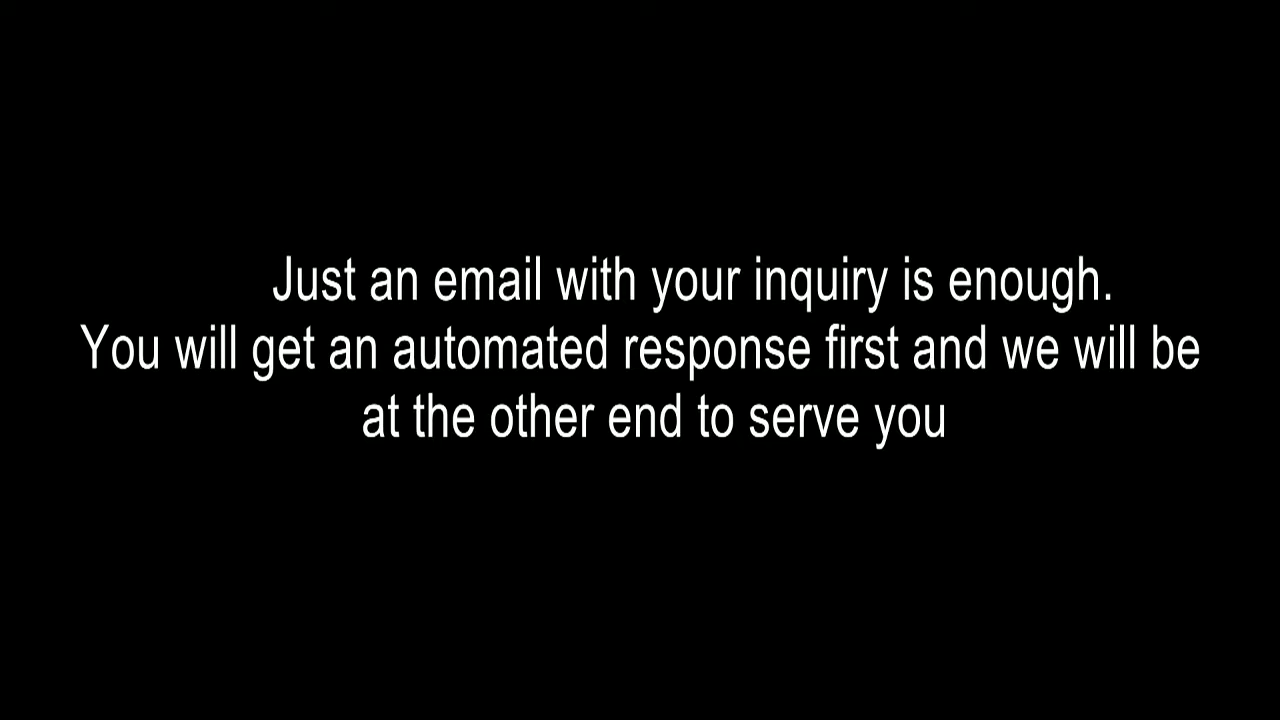 Just an email with your inquiry is enough.
You will get an automated response first and we will be
at the other end to serve you